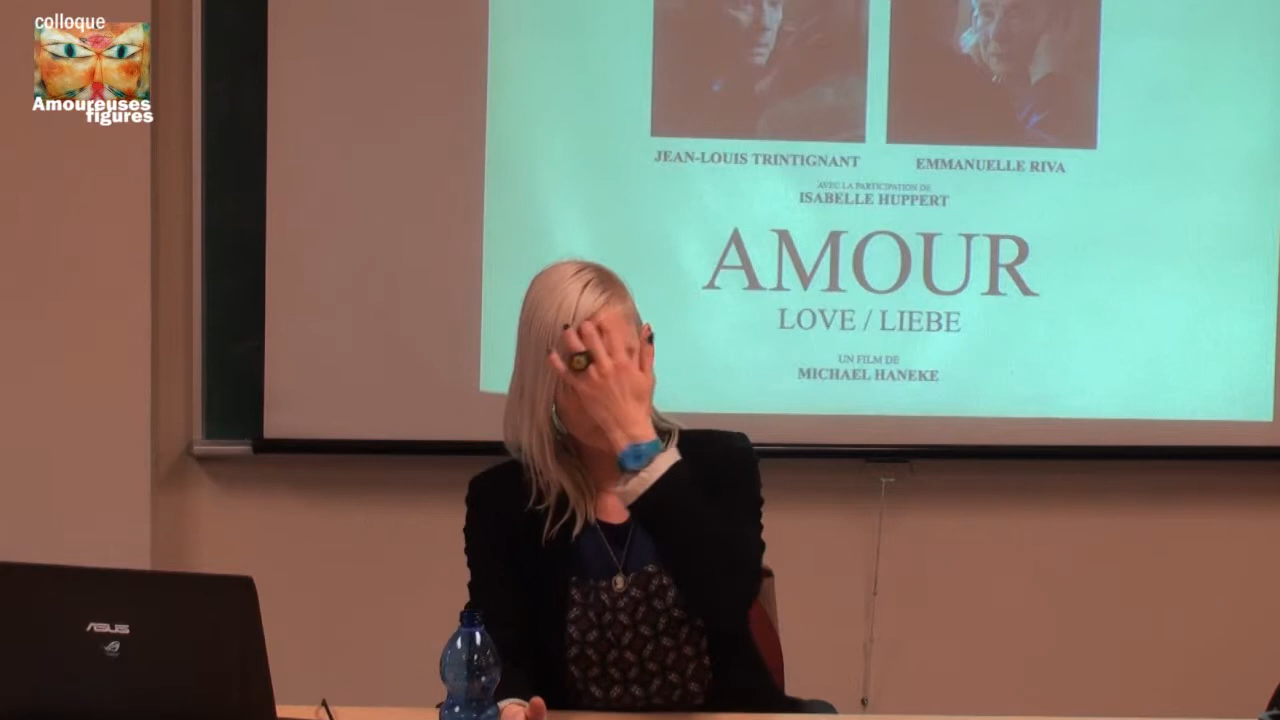 colloque
Amoureuses
figures
JEAN-LOUIS TRINTIGNANT
EMMANUELLE RIVA
AVEC LA PARTICIPATION DE
ISABELLE HUPPERT
AMOUR
LOVE / LIEBE
UN FILM DE
MICHAEL HANEKE
ASUS